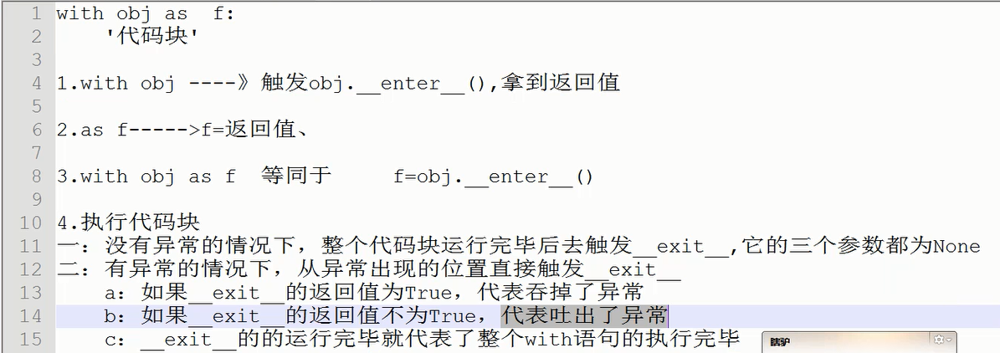 1 with obj as  f:
2     '代码块'
3
4 1.with obj ----》触发obj.__enter__(),拿到返回值
5
6 2.as f----->f=返回值、
7
8 3.with obj as f  等同于     f=obj.__enter__()
9
10 4.执行代码块
11 一：没有异常的情况下，整个代码块运行完毕后去触发__exit__,它的三个参数都为None
12 二：有异常的情况下，从异常出现的位置直接触发__exit__
13     a：如果__exit__的返回值为True，代表吞掉了异常
14     b：如果__exit__的返回值不为True，代表吐出了异常
15     c：__exit__的的运行完毕就代表了整个with语句的执行完毕
瞎驴